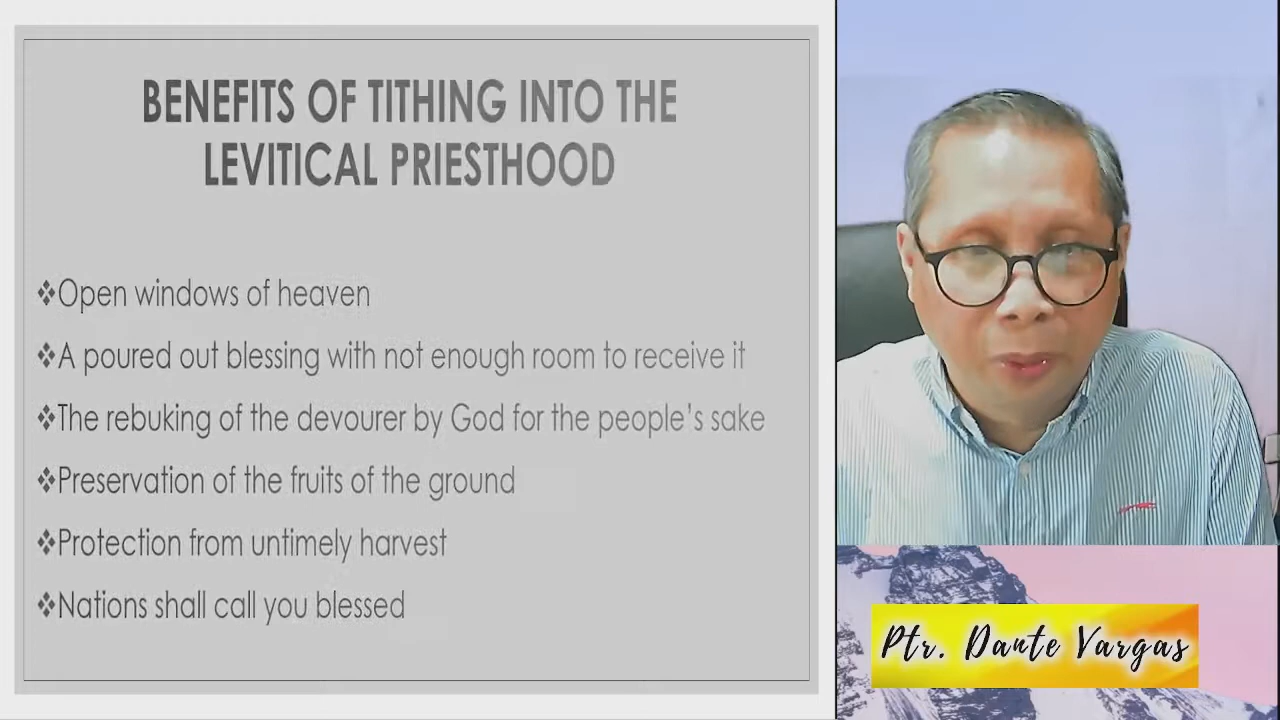 BENEFITS OF TITHING INTO THE
LEVITICAL PRIESTHOOD
❖Open windows of heaven
❖A poured out blessing with not enough room to receive it
❖The rebuking of the devourer by God for the people’s sake
❖Preservation of the fruits of the ground
❖Protection from untimely harvest
❖Nations shall call you blessed
Ptr. Dante Vargas